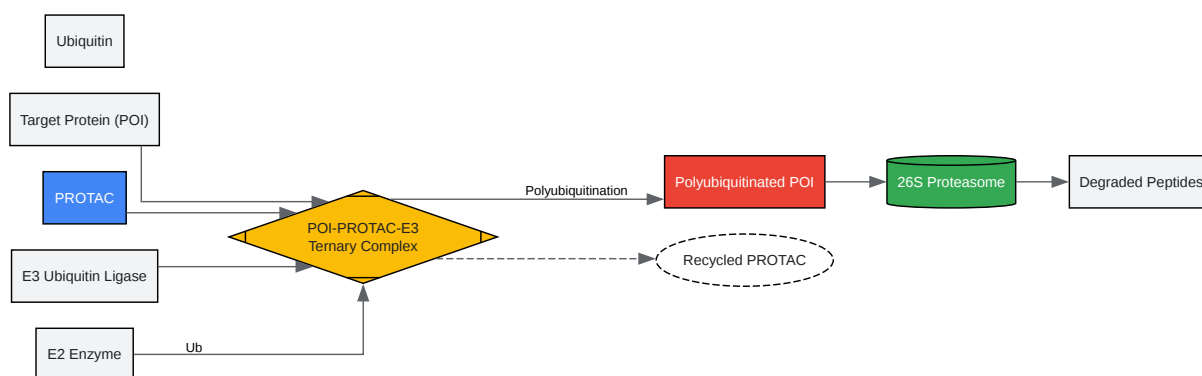 Ubiquitin
Target Protein (POI)
PROTAC
E3 Ubiquitin Ligase
E2 Enzyme
Ub
POI-PROTAC-E3
Ternary Complex
Polyubiquitination
Polyubiquitinated POI
Recycled PROTAC
26S Proteasome
Degraded Peptides